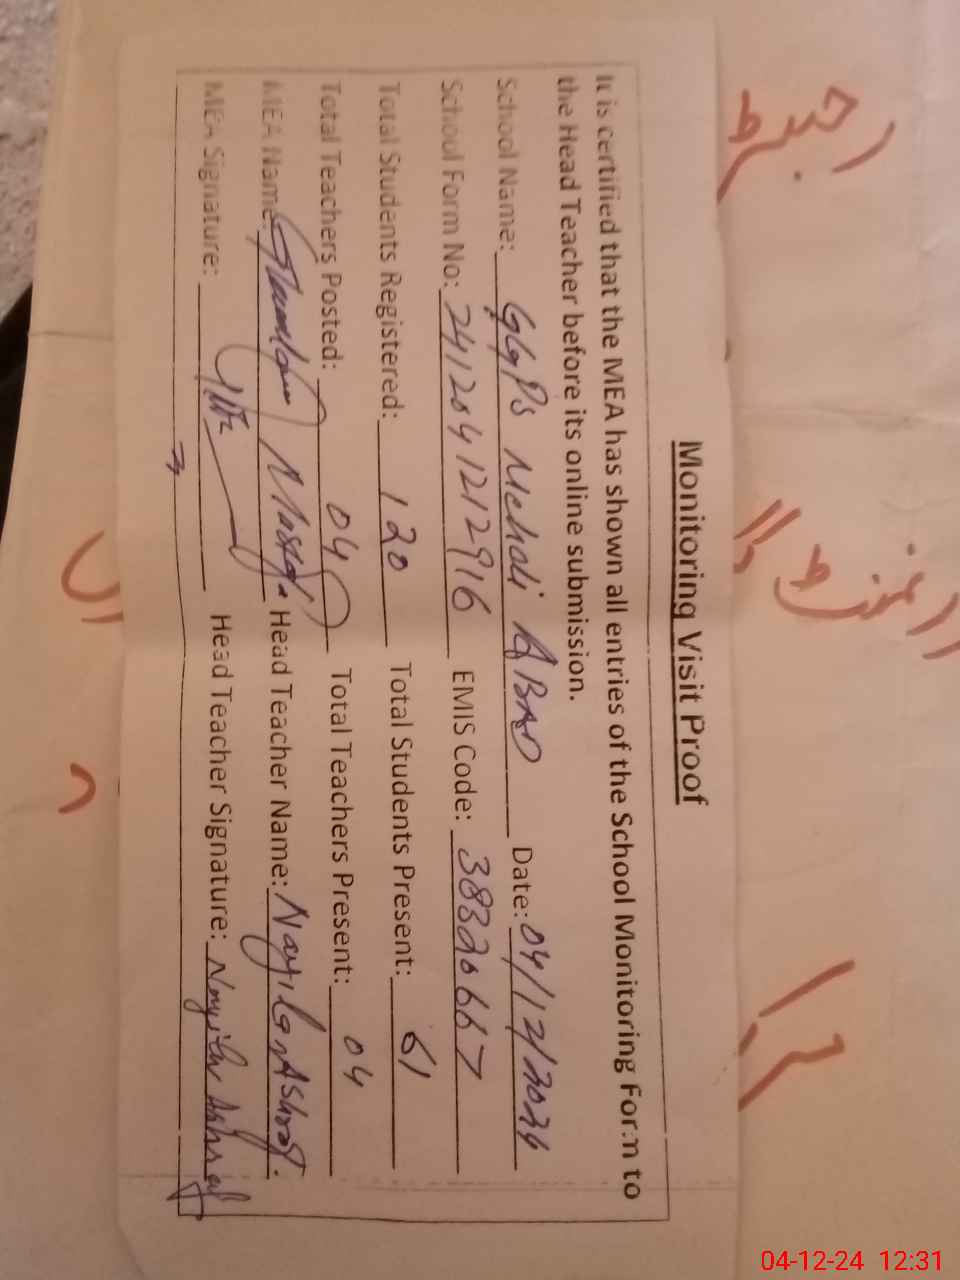 Monitoring Visit Proof
It is certified that the MEA has shown all entries of the School Monitoring Form to
the Head Teacher before its online submission.
School Name: GGPS Mehdi ABAD Date: 04/12/2024
School Form No: 2412041212916 EMIS Code: 38320667
Total Students Registered: 120 Total Students Present: 61
Total Teachers Posted: 04 Total Teachers Present: 04
MEA Name: Head Teacher Name: Nayila Ashraf.
MEA Signature: Head Teacher Signature: Nayila Ashraf
04-12-24 12:31